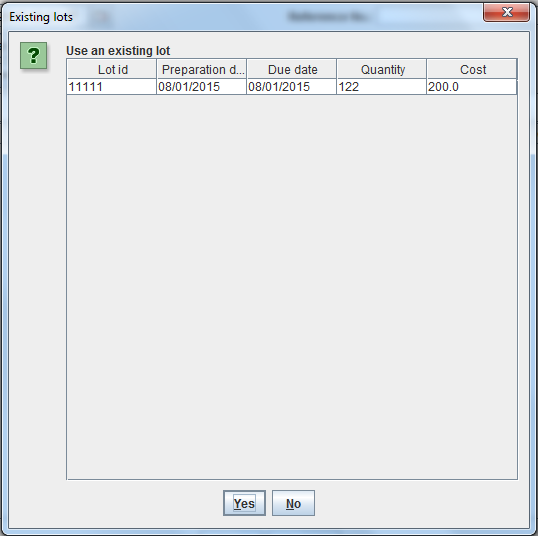 Existing lots
Use an existing lot
Lot id Preparation d... Due date Quantity Cost
11111 08/01/2015 08/01/2015 122 200.0
Yes No